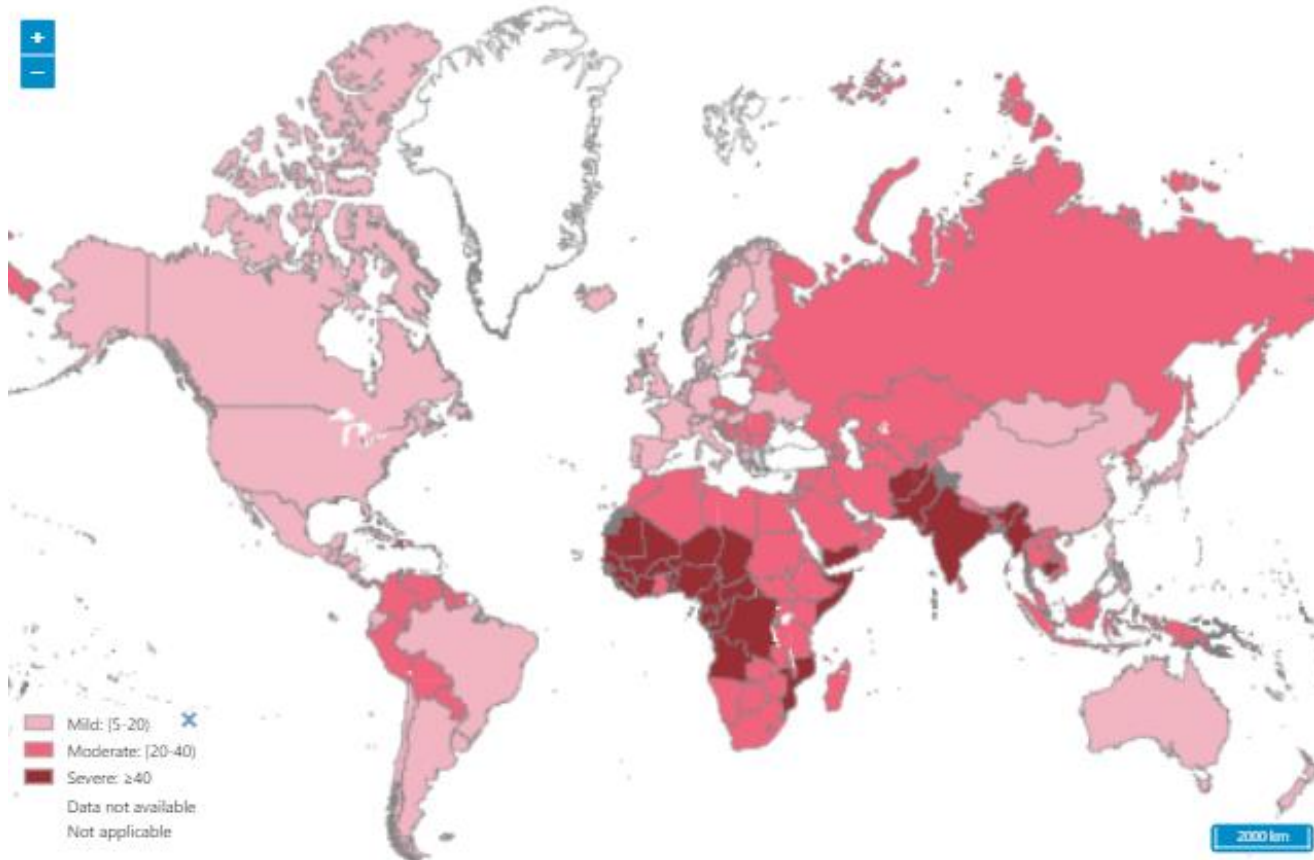 +
−
Mild: [5-20)
Moderate: [20-40)
Severe: ≥40
Data not available
Not applicable
2000 km